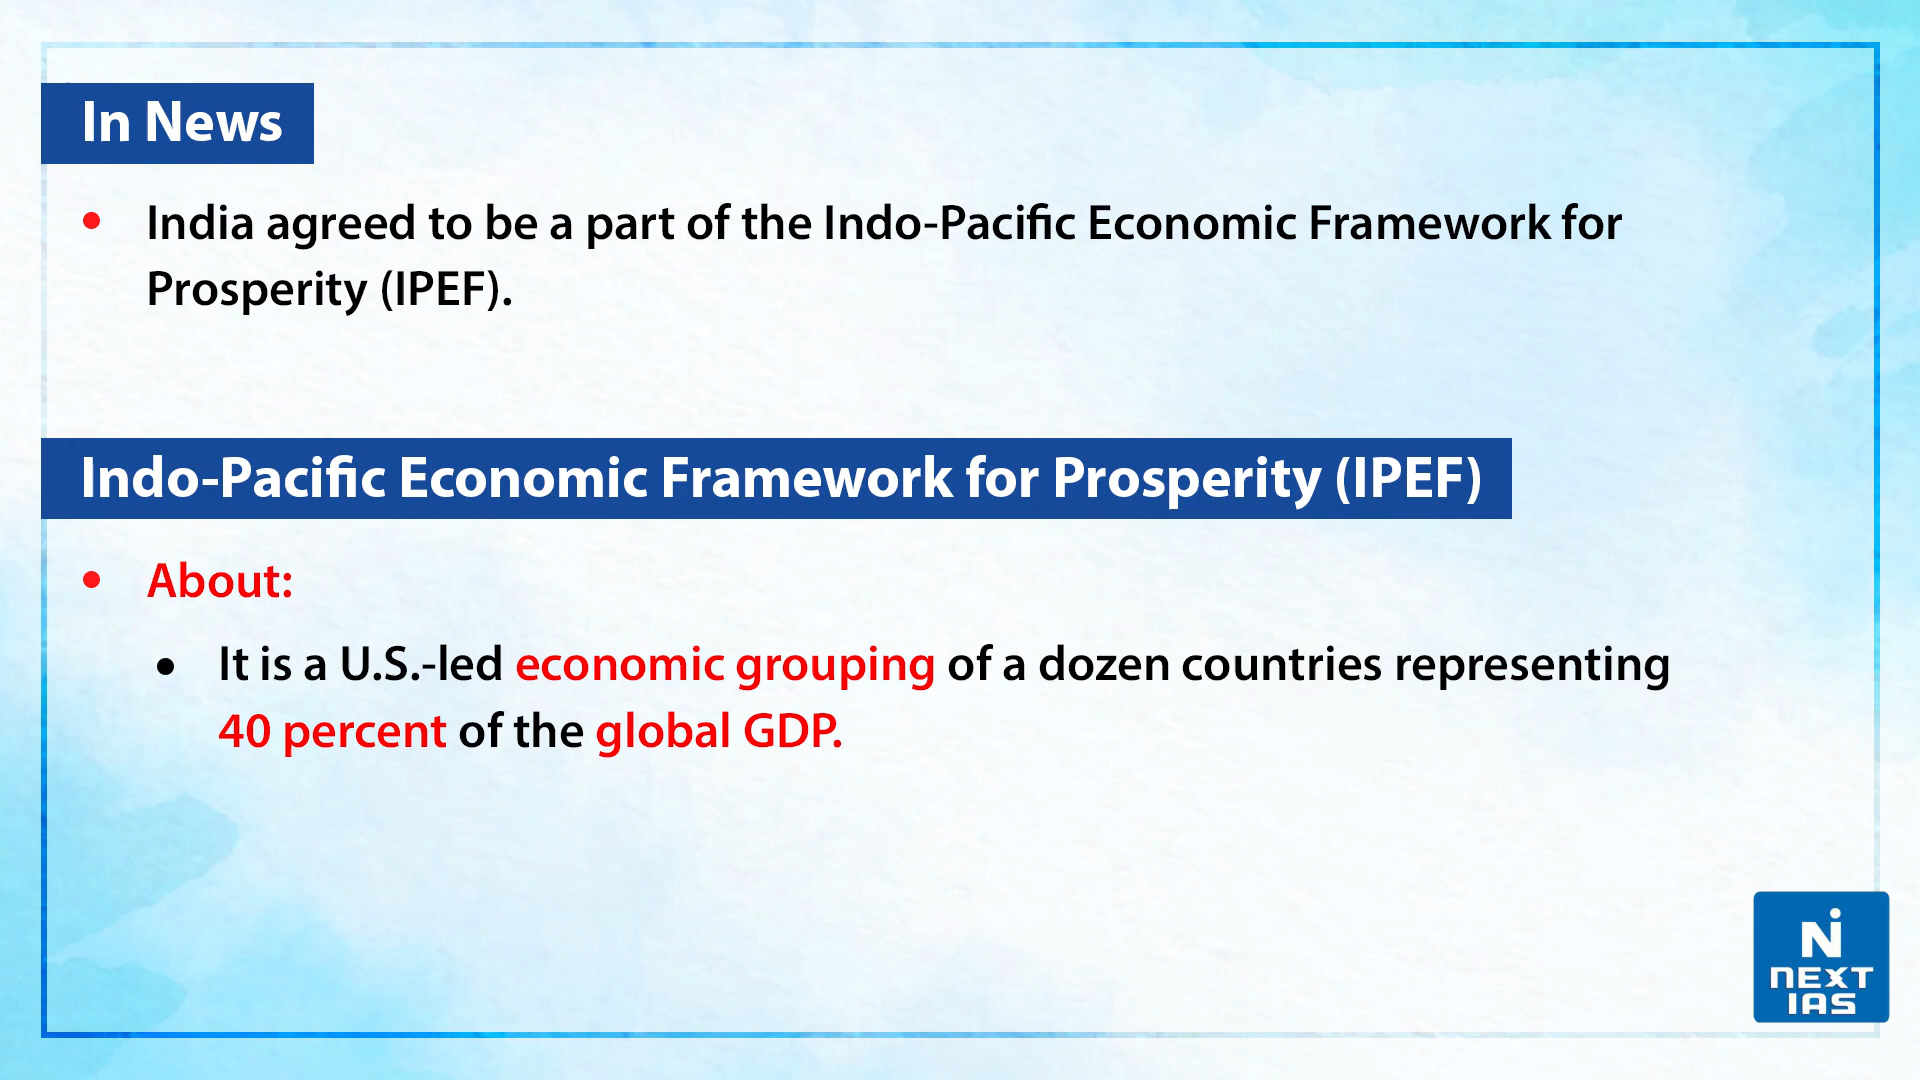 In News
• India agreed to be a part of the Indo-Pacific Economic Framework for
Prosperity (IPEF).
Indo-Pacific Economic Framework for Prosperity (IPEF)
• About:
• It is a U.S.-led economic grouping of a dozen countries representing
40 percent of the global GDP.
N
NEXT
IAS